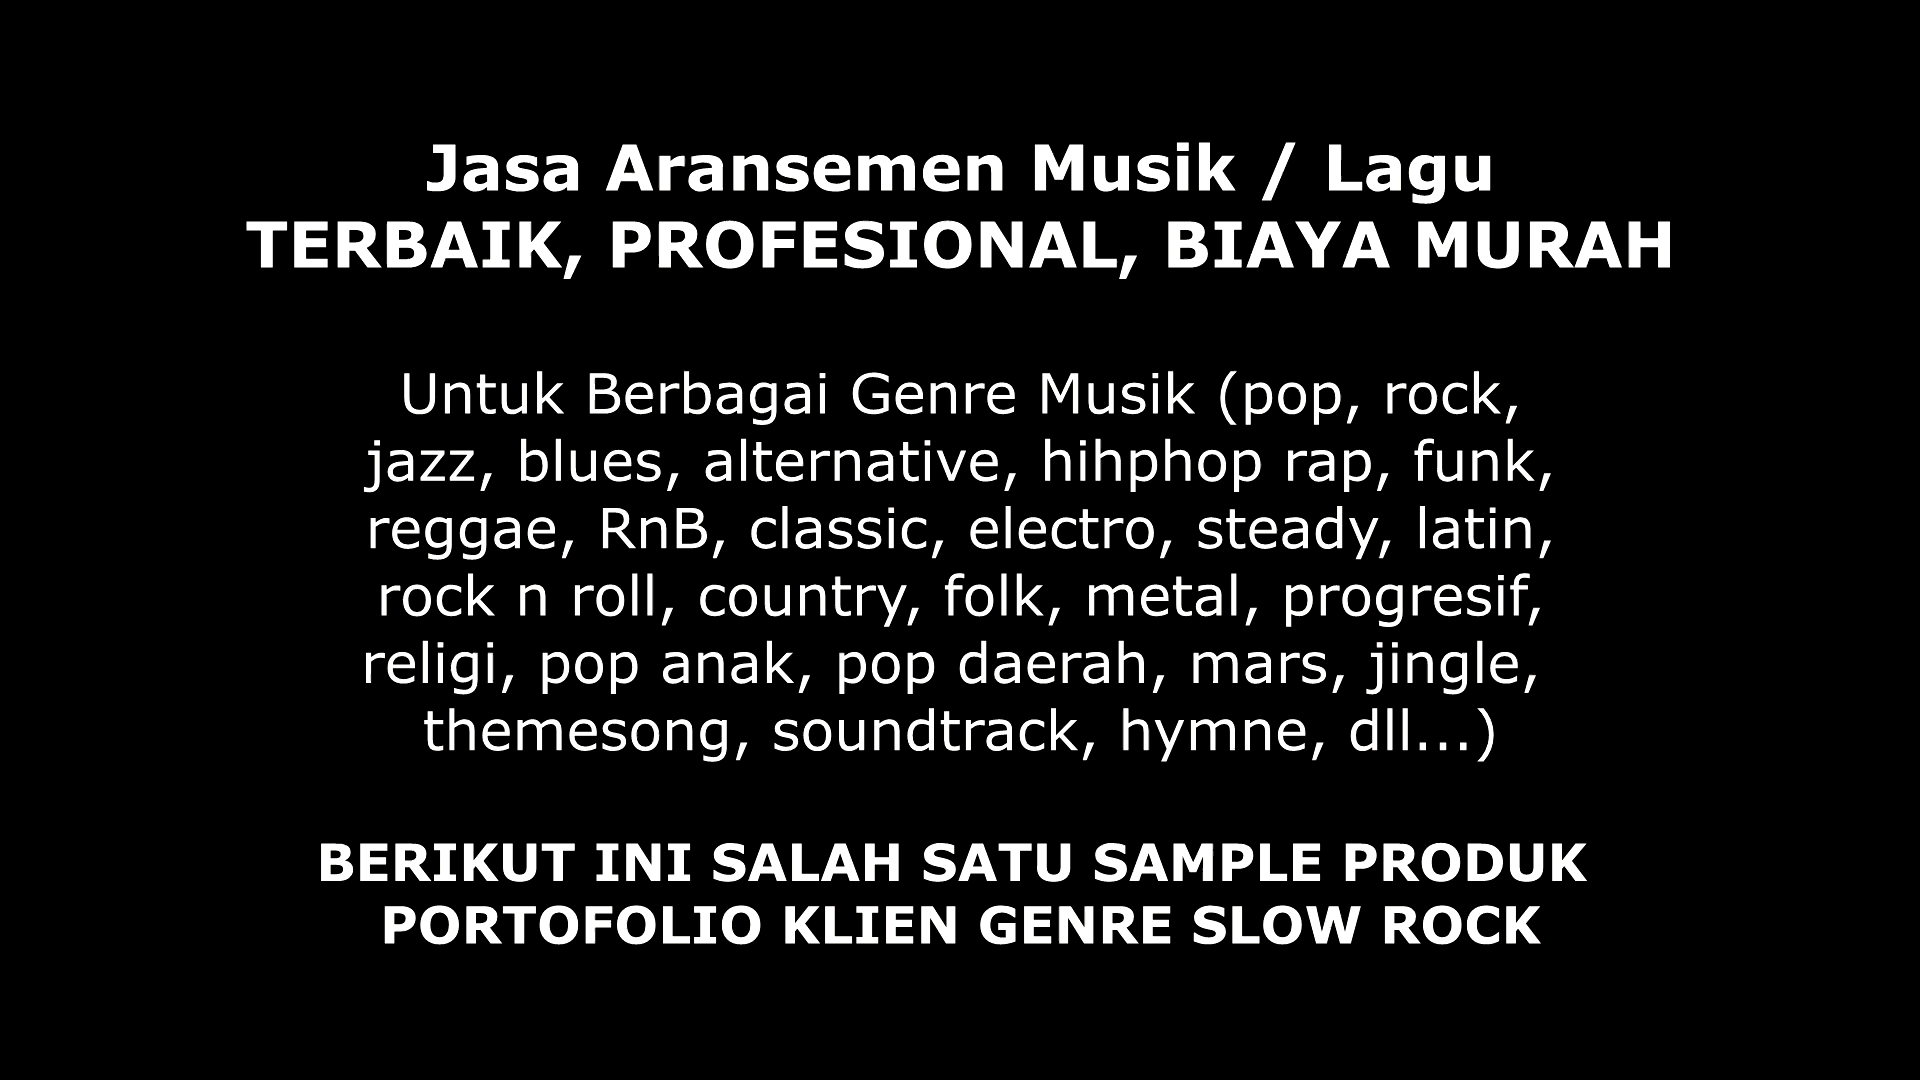 Jasa Aransemen Musik / Lagu
TERBAIK, PROFESIONAL, BIAYA MURAH
Untuk Berbagai Genre Musik (pop, rock,
jazz, blues, alternative, hihphop rap, funk,
reggae, RnB, classic, electro, steady, latin,
rock n roll, country, folk, metal, progresif,
religi, pop anak, pop daerah, mars, jingle,
themesong, soundtrack, hymne, dll...)
BERIKUT INI SALAH SATU SAMPLE PRODUK
PORTOFOLIO KLIEN GENRE SLOW ROCK